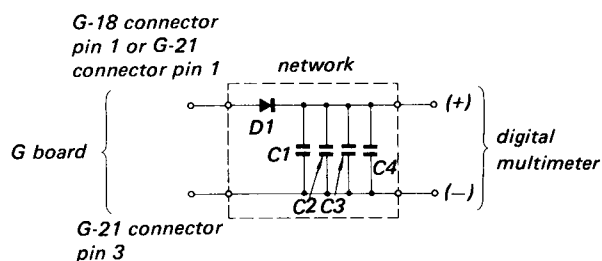 G-18 connector
pin 1 or G-21
connector pin 1
network
(+)
D1
G board
C1
C4
digital
multimeter
C2 C3
(—)
G-21 connector
pin 3